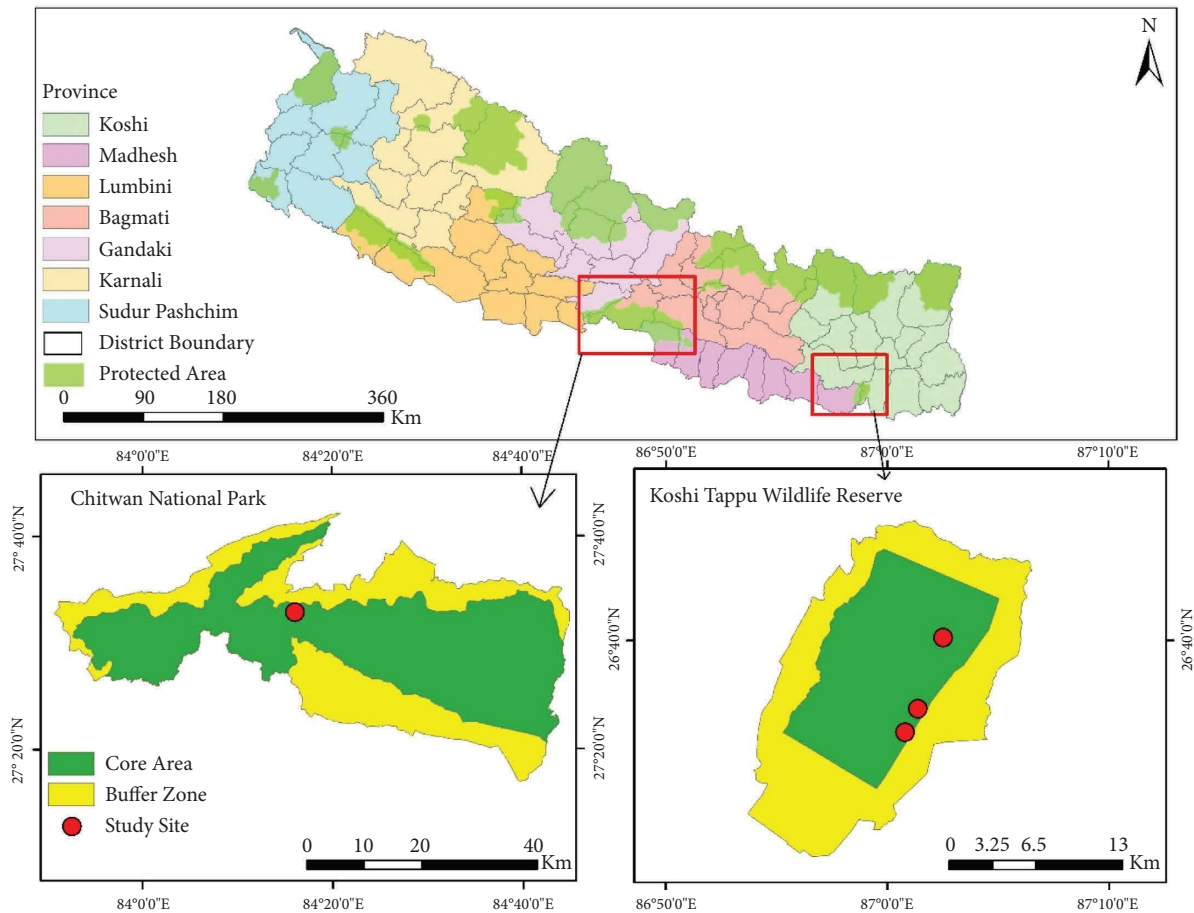 N
Province
Koshi
Madhesh
Lumbini
Bagmati
Gandaki
Karnali
Sudur Pashchim
District Boundary
Protected Area
0 90 180 360
Km
84°0'0"E 84°20'0"E 84°40'0"E
86°50'0"E 87°0'0"E 87°10'0"E
Chitwan National Park
27°40'0"N
27°40'0"N
27°20'0"N
27°20'0"N
Core Area
Buffer Zone
Study Site
0 10 20 40
Km
84°0'0"E 84°20'0"E 84°40'0"E
Koshi Tappu Wildlife Reserve
26°40'0"N
26°40'0"N
0 3.25 6.5 13
Km
86°50'0"E 87°0'0"E 87°10'0"E